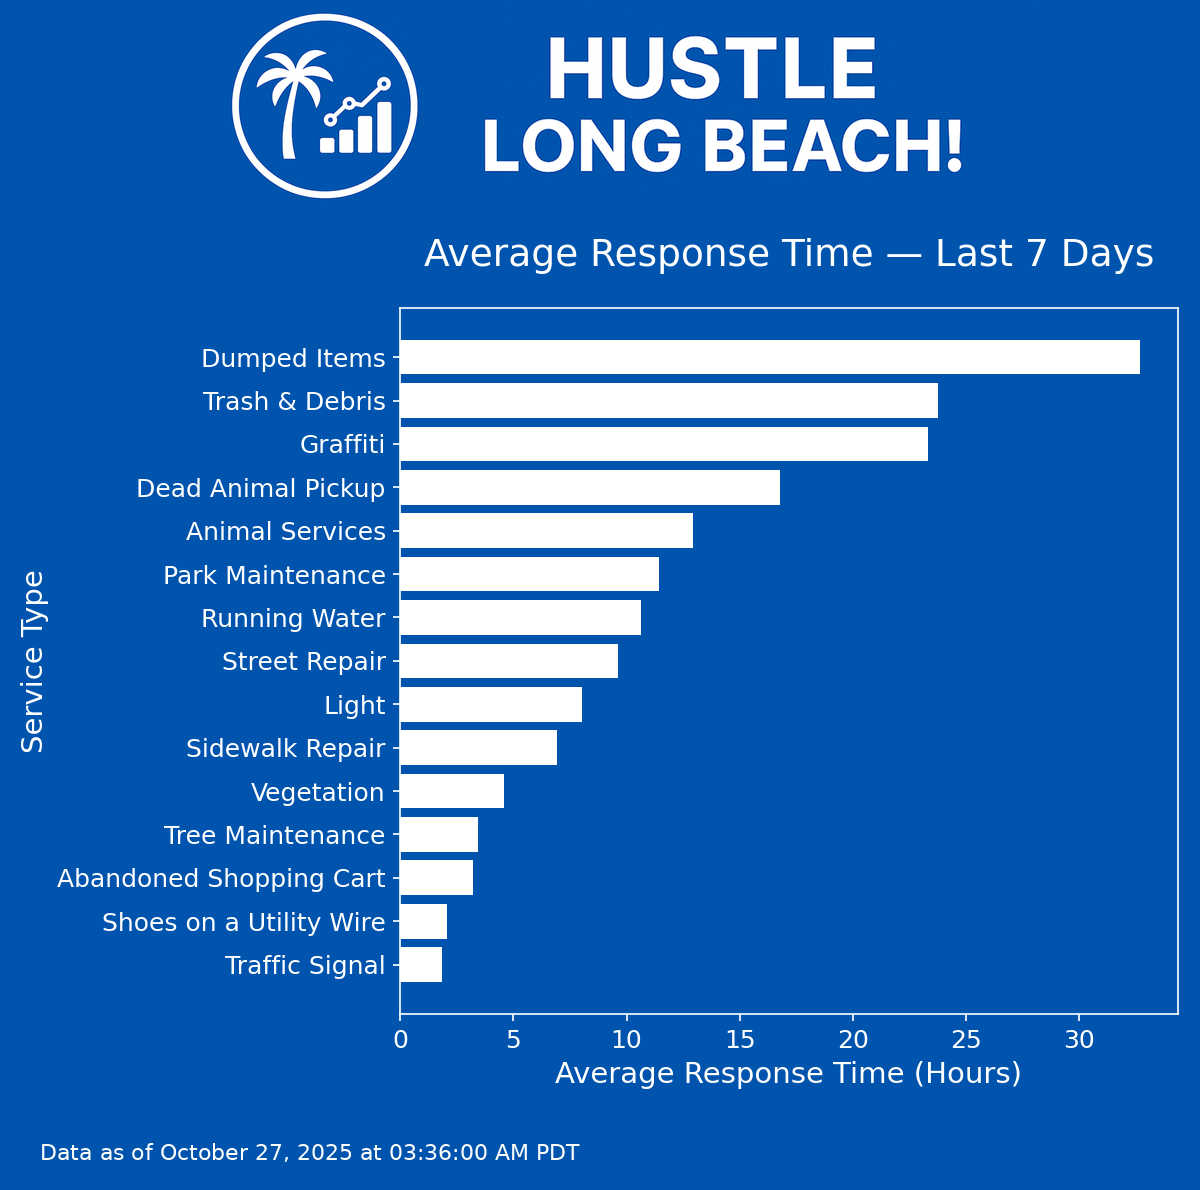 HUSTLE
LONG BEACH!
Average Response Time — Last 7 Days
Dumped Items
Trash & Debris
Graffiti
Dead Animal Pickup
Animal Services
Park Maintenance
Running Water
Street Repair
Light
Sidewalk Repair
Vegetation
Tree Maintenance
Abandoned Shopping Cart
Shoes on a Utility Wire
Traffic Signal
Service Type
0 5 10 15 20 25 30
Average Response Time (Hours)
Data as of October 27, 2025 at 03:36:00 AM PDT